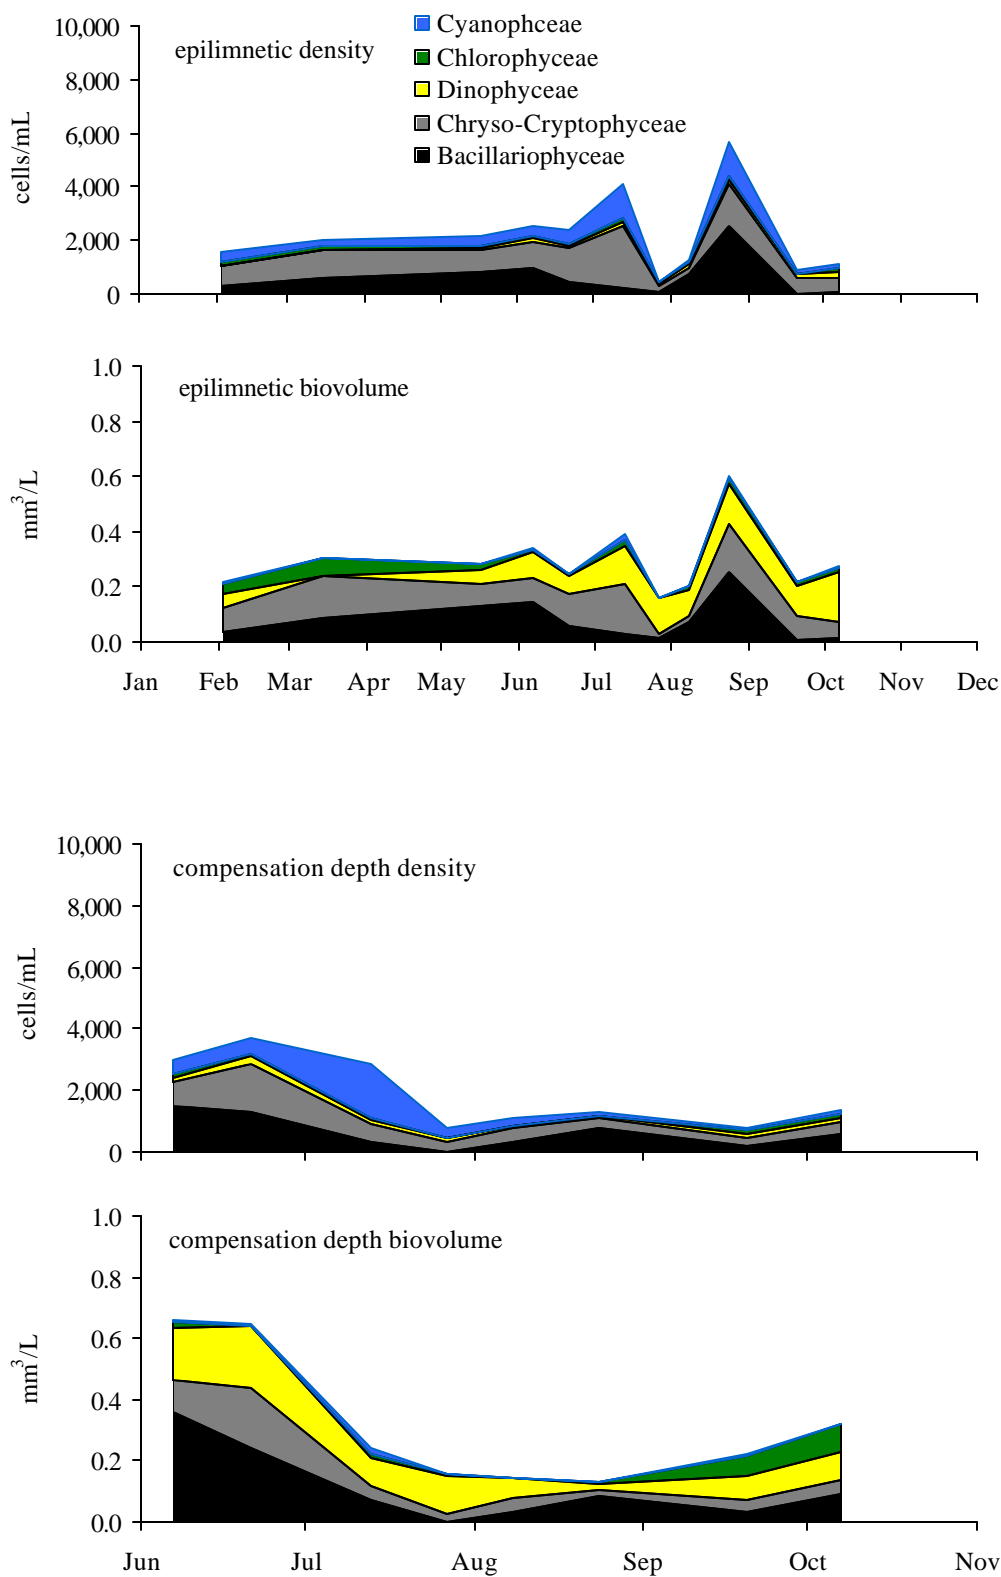 10,000
epilimnetic density
Cyanophceae
Chlorophyceae
Dinophyceae
Chryso-Cryptophyceae
Bacillariophyceae
8,000
6,000
4,000
2,000
0
cells/mL
1.0
epilimnetic biovolume
0.8
0.6
0.4
0.2
0.0
mm³/L
Jan Feb Mar Apr May Jun Jul Aug Sep Oct Nov Dec
10,000
compensation depth density
8,000
6,000
4,000
2,000
0
cells/mL
1.0
compensation depth biovolume
0.8
0.6
0.4
0.2
0.0
mm³/L
Jun Jul Aug Sep Oct Nov